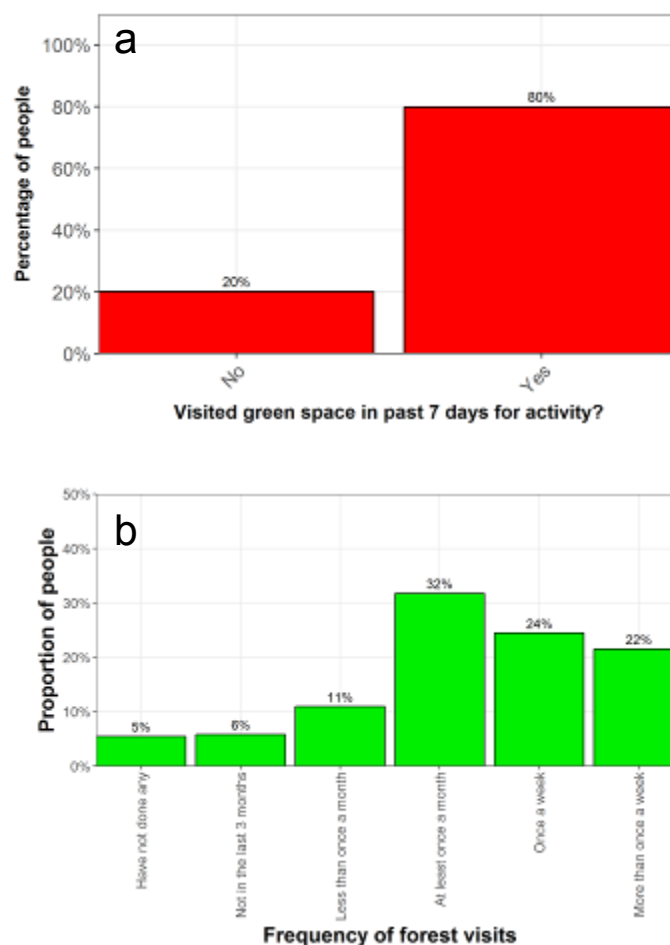 a
Percentage of people
100%
80%
60%
40%
20%
0%
20%
80%
No
Yes
Visited green space in past 7 days for activity?
b
Proportion of people
50%
40%
30%
20%
10%
0%
5%
6%
11%
32%
24%
22%
Have not done any
Not in the last 3 months
Less than once a month
At least once a month
Once a week
More than once a week
Frequency of forest visits